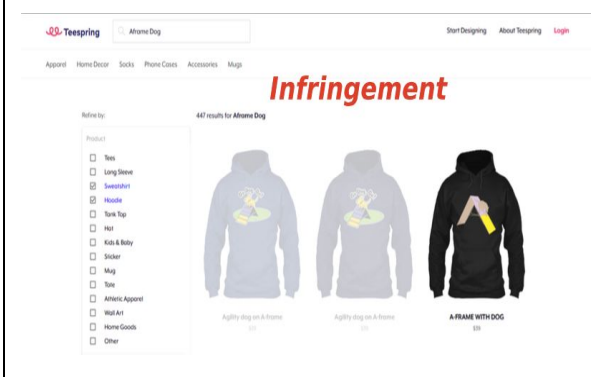 Teespring
Aframe Dog
Start Designing About Teespring Login
Apparel Home Decor Socks Phone Cases Accessories Mugs
Infringement
Refine by:
447 results for Aframe Dog
Product
Tees
Long Sleeve
Sweatshirt
Hoodie
Tank Top
Hat
Kids & Baby
Sticker
Mug
Tote
Athletic Apparel
Wall Art
Home Goods
Other
Agility dog on A-frame
Agility dog on A-frame
A-FRAME WITH DOG